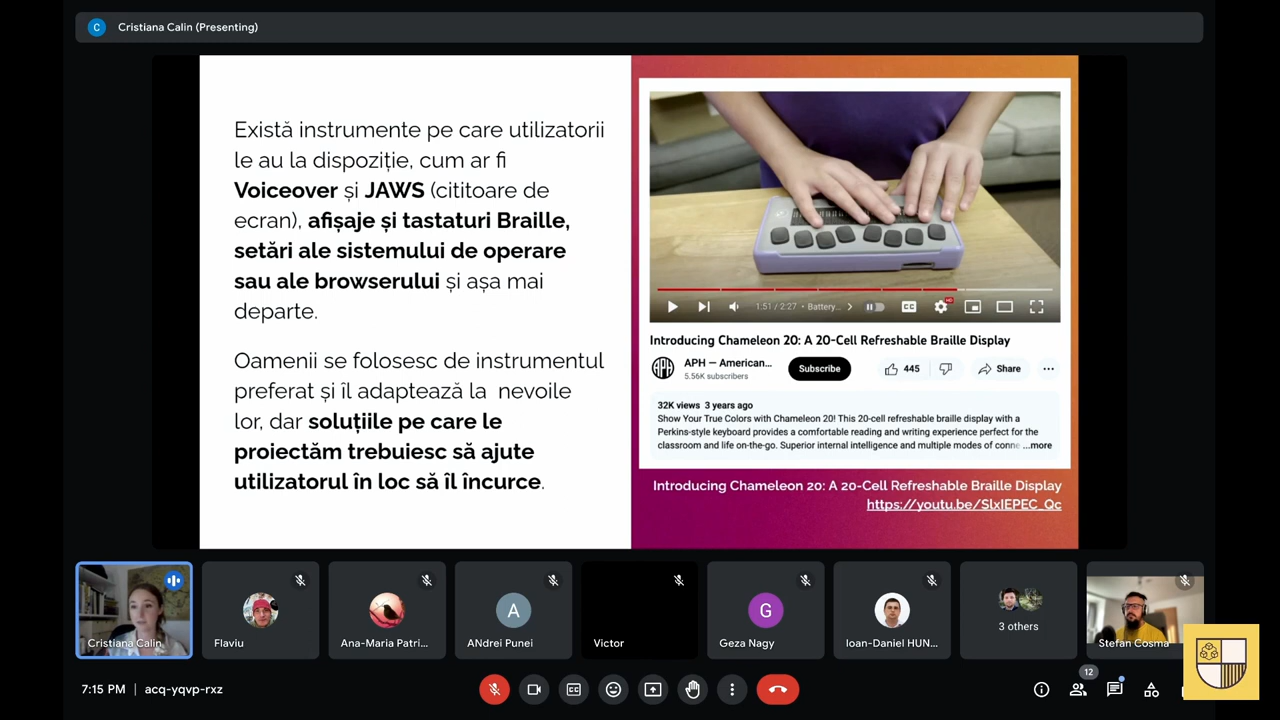 C
Cristiana Calin (Presenting)
Există instrumente pe care utilizatorii
le au la dispoziție, cum ar fi
Voiceover și JAWS (cititoare de
ecran), afișaje și tastaturi Braille,
setări ale sistemului de operare
sau ale browserului și așa mai
departe.
Oamenii se folosesc de instrumentul
preferat și îl adaptează la nevoile
lor, dar soluțiile pe care le
proiectăm trebuiesc să ajute
utilizatorul în loc să îl încurce.
1:51 / 2:27 • Battery...
CC
HD
Introducing Chameleon 20: A 20-Cell Refreshable Braille Display
APH
APH — American...
5.56K subscribers
Subscribe
445
Share
32K views 3 years ago
Show Your True Colors with Chameleon 20! This 20-cell refreshable braille display with a
Perkins-style keyboard provides a comfortable reading and writing experience perfect for the
classroom and life on-the-go. Superior internal intelligence and multiple modes of conne ...more
Introducing Chameleon 20: A 20-Cell Refreshable Braille Display
https://youtu.be/SlxIEPEC_Qc
Cristiana Calin
Flaviu
Ana-Maria Patri...
A
ANdrei Punei
Victor
G
Geza Nagy
Ioan-Daniel HUN...
3 others
Stefan Cosma
7:15 PM | acq-yqvp-rxz
CC
12